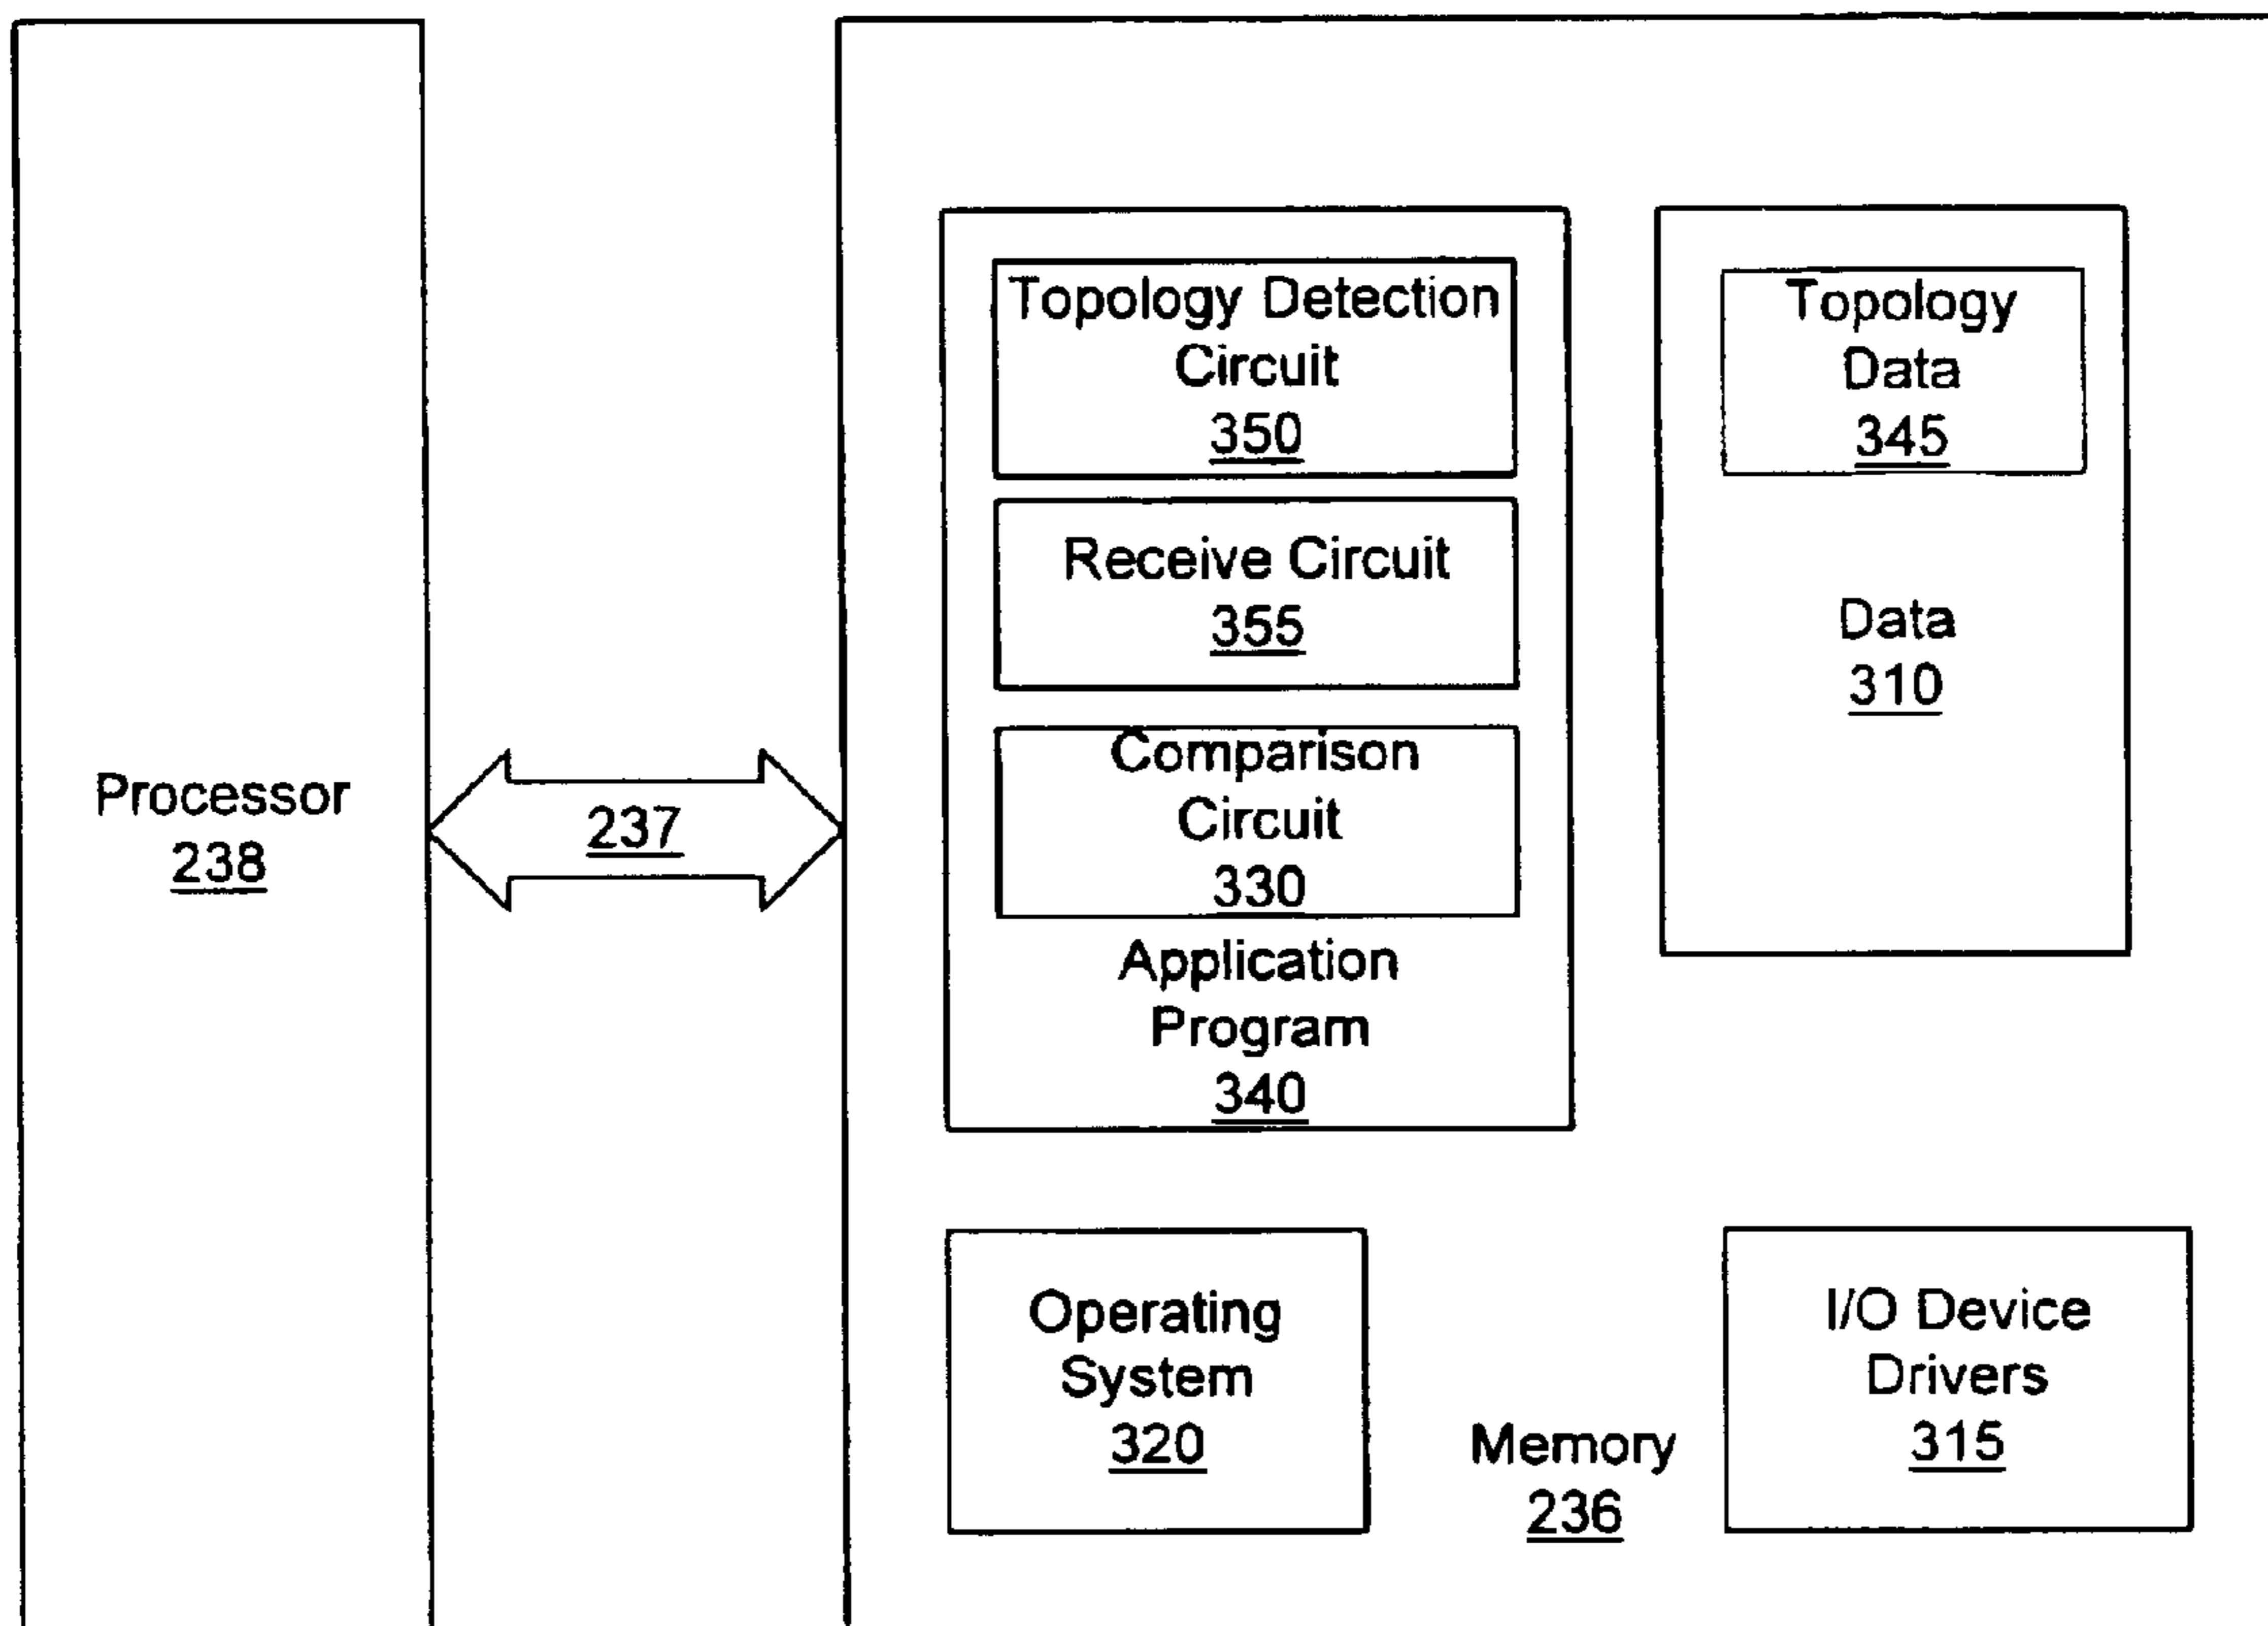 Processor
238
237
Topology Detection
Circuit
350
Receive Circuit
355
Comparison
Circuit
330
Application
Program
340
Topology
Data
345
Data
310
Operating
System
320
Memory
236
I/O Device
Drivers
315